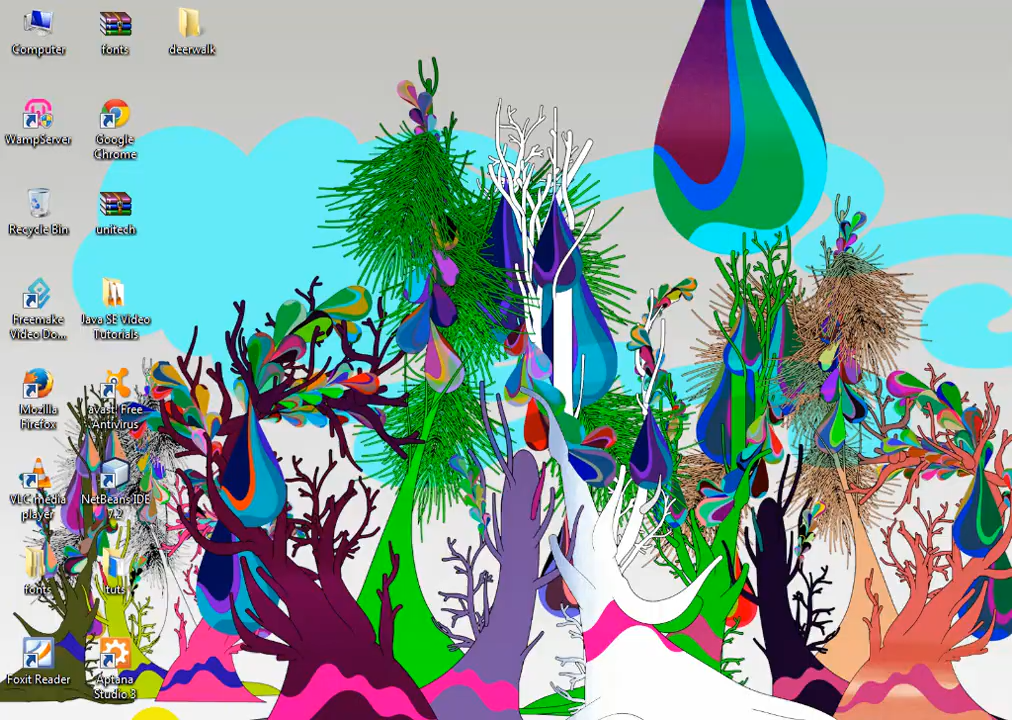 Computer
fonts
deerwalk
WampServer
Google
Chrome
Recycle Bin
unitech
Freemake
Video Do...
Java SE Video
Tutorials
Mozilla
Firefox
avast! Free
Antivirus
VLC media
player
NetBeans IDE
7.2
fonts
tuts
Foxit Reader
Aptana
Studio 3